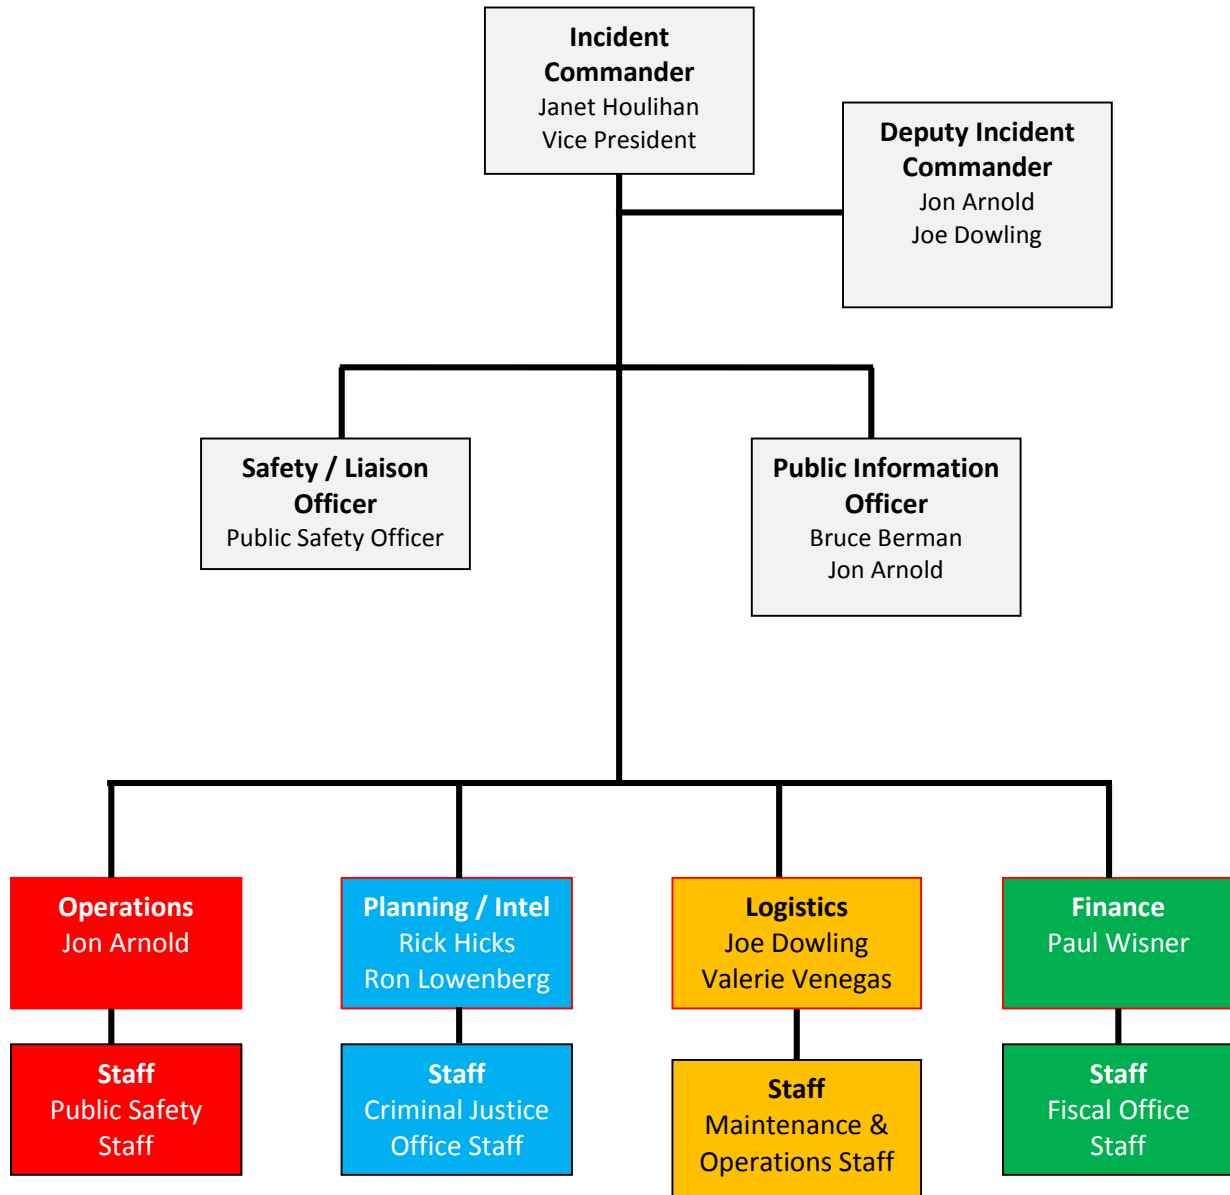 Incident
Commander
Janet Houlihan
Vice President
Deputy Incident
Commander
Jon Arnold
Joe Dowling
Safety / Liaison
Officer
Public Safety Officer
Public Information
Officer
Bruce Berman
Jon Arnold
Operations
Jon Arnold
Planning / Intel
Rick Hicks
Ron Lowenberg
Logistics
Joe Dowling
Valerie Venegas
Finance
Paul Wisner
Staff
Public Safety
Staff
Staff
Criminal Justice
Office Staff
Staff
Maintenance &
Operations Staff
Staff
Fiscal Office
Staff